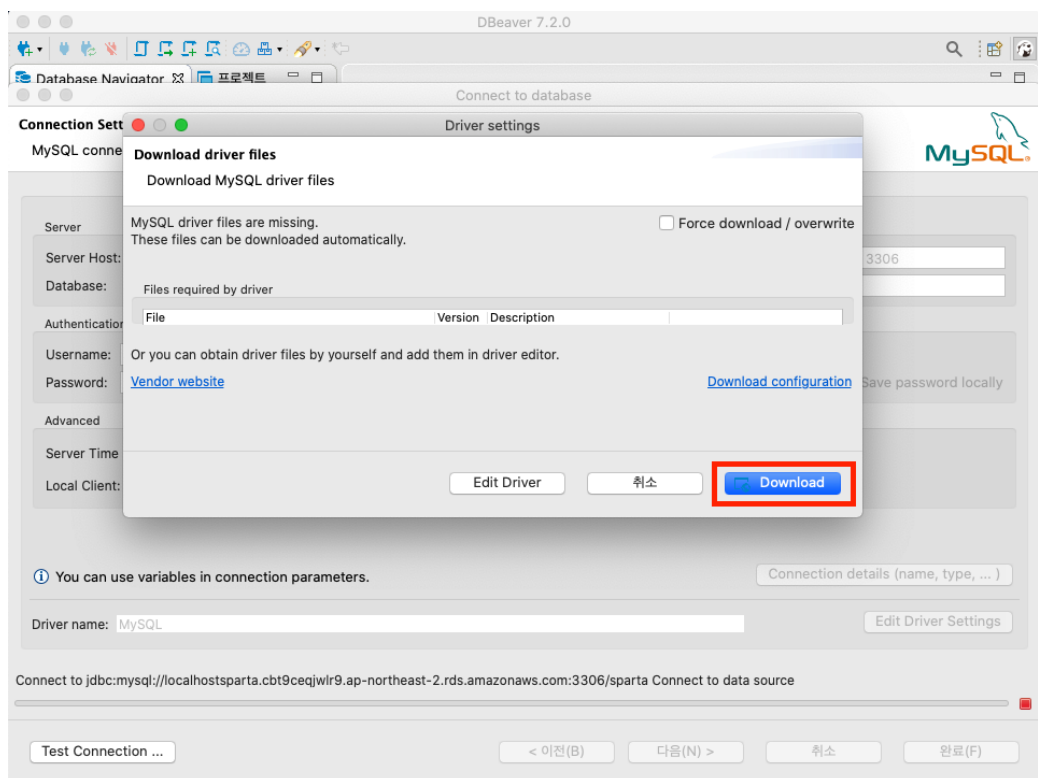 DBeaver 7.2.0
Database Navigator 프로젝트
Connect to database
Connection Sett
MySQL conne
MySQL
Driver settings
Download driver files
Download MySQL driver files
MySQL driver files are missing.
These files can be downloaded automatically.
Force download / overwrite
Files required by driver
File Version Description
Or you can obtain driver files by yourself and add them in driver editor.
Vendor website Download configuration
Edit Driver 취소 Download
Server
Server Host: 3306
Database:
Authentication
Username:
Password: Save password locally
Advanced
Server Time
Local Client:
You can use variables in connection parameters.
Connection details (name, type, ... )
Driver name: MySQL Edit Driver Settings
Connect to jdbc:mysql://localhostsparta.cbt9ceqjwlr9.ap-northeast-2.rds.amazonaws.com:3306/sparta Connect to data source
Test Connection ... < 이전(B) 다음(N) > 취소 완료(F)